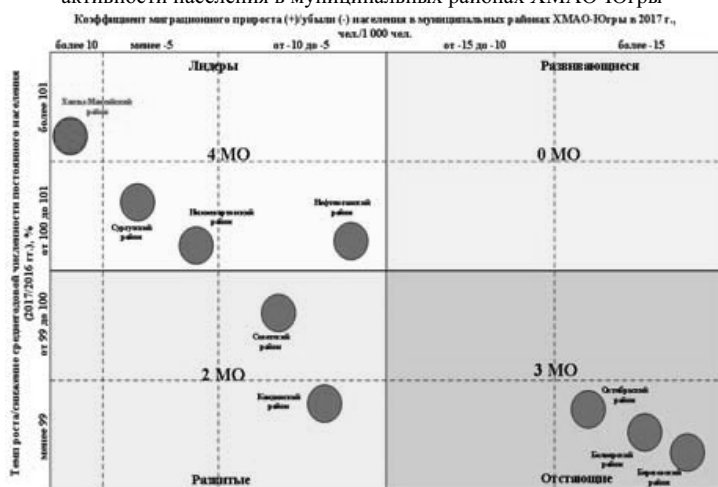 активности населения в муниципальных районах ХМАО-Югры
Коэффициент миграционного прироста (+)/убыли (-) населения в муниципальных районах ХМАО-Югры в 2017 г.,
чел./1 000 чел.
более 10 менее -5 от -10 до -5 от -15 до -10 более -15
Темп роста/снижение среднегодовой численности постоянного населения
(2017/2016 гг.), %
более 101
от 100 до 101
от 99 до 100
менее 99
Лидеры
Развивающиеся
Ханты-Мансийский
район
4 МО
0 МО
Сургутский
район
Нижневартовский
район
Нефтеюганский
район
Советский
район
2 МО
3 МО
Кондинский
район
Октябрьский
район
Белоярский
район
Березовский
район
Развитые
Отстающие